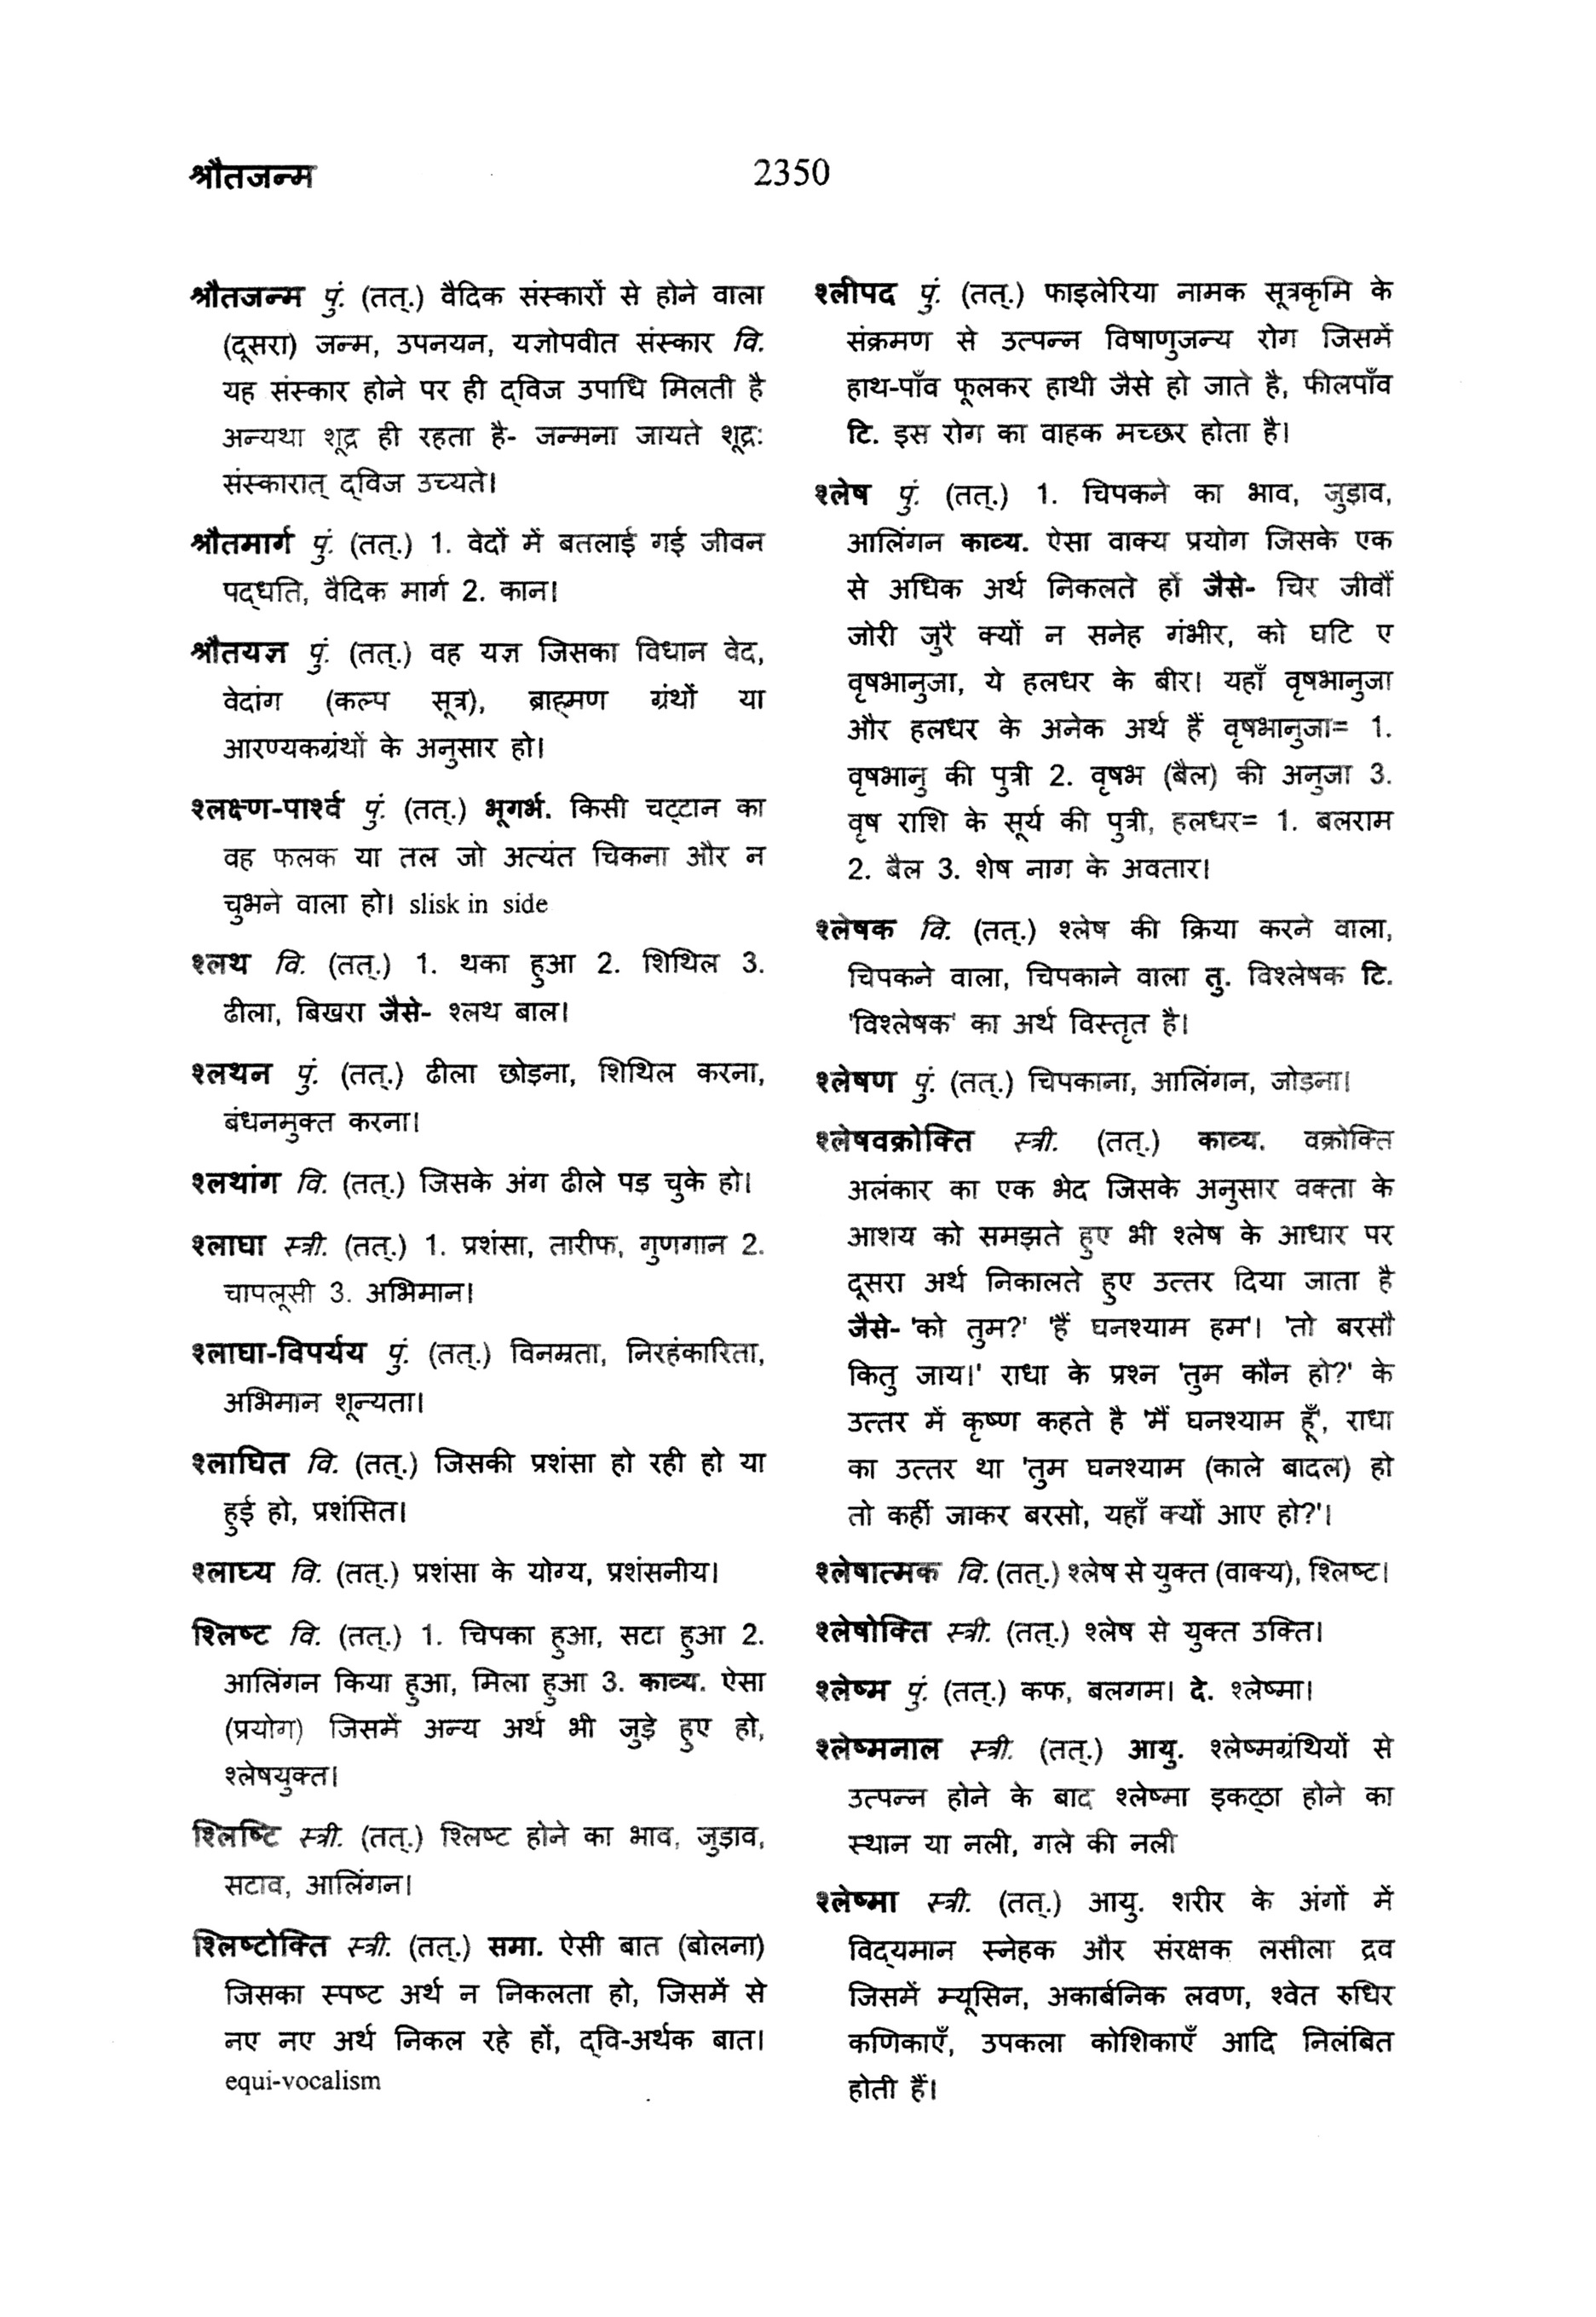 श्रौतजन्म
2350
श्रौतजन्म पुं. (तत्.) वैदिक संस्कारों से होने वाला
(दूसरा) जन्म, उपनयन, यज्ञोपवीत संस्कार वि.
यह संस्कार होने पर ही द्‌विज उपाधि मिलती है
अन्यथा शूद्र ही रहता है- जन्मना जायते शूद्र:
संस्कारात् द्‌विज उच्यते।
श्रौतमार्ग पुं. (तत्.) 1. वेदों में बतलाई गई जीवन
पद्‌धति, वैदिक मार्ग 2. कान।
श्रौतयज्ञ पुं. (तत्.) वह यज्ञ जिसका विधान वेद,
वेदांग (कल्प सूत्र), ब्राह्‌मण ग्रंथों या
आरण्यकग्रंथों के अनुसार हो।
श्लक्ष्ण-पार्श्व पुं. (तत्.) भूगर्भ. किसी चट्‌टान का
वह फलक या तल जो अत्यंत चिकना और न
चुभने वाला हो। slisk in side
श्लथ वि. (तत्.) 1. थका हुआ 2. शिथिल 3.
ढीला, बिखरा जैसे- श्लथ बाल।
श्लथन पुं. (तत्.) ढीला छोड़ना, शिथिल करना,
बंधनमुक्त करना।
श्लथांग वि. (तत्.) जिसके अंग ढीले पड़ चुके हो।
श्लाघा स्त्री. (तत्.) 1. प्रशंसा, तारीफ, गुणगान 2.
चापलूसी 3. अभिमान।
श्लाघा-विपर्यय पुं. (तत्.) विनम्रता, निरहंकारिता,
अभिमान शून्यता।
श्लाघित वि. (तत्.) जिसकी प्रशंसा हो रही हो या
हुई हो, प्रशंसित।
श्लाघ्य वि. (तत्.) प्रशंसा के योग्य, प्रशंसनीय।
श्लिष्ट वि. (तत्.) 1. चिपका हुआ, सटा हुआ 2.
आलिंगन किया हुआ, मिला हुआ 3. काव्य. ऐसा
(प्रयोग) जिसमें अन्य अर्थ भी जुड़े हुए हो,
श्लेषयुक्त।
श्लिष्टि स्त्री. (तत्.) श्लिष्ट होने का भाव, जुड़ाव,
सटाव, आलिंगन।
श्लिष्टोक्ति स्त्री. (तत्.) समा. ऐसी बात (बोलना)
जिसका स्पष्ट अर्थ न निकलता हो, जिसमें से
नए नए अर्थ निकल रहे हों, द्‌वि-अर्थक बात।
equi-vocalism
श्लीपद पुं. (तत्.) फाइलेरिया नामक सूत्रकृमि के
संक्रमण से उत्पन्न विषाणुजन्य रोग जिसमें
हाथ-पाँव फूलकर हाथी जैसे हो जाते है, फीलपाँव
टि. इस रोग का वाहक मच्छर होता है।
श्लेष पुं. (तत्.) 1. चिपकने का भाव, जुड़ाव,
आलिंगन काव्य. ऐसा वाक्य प्रयोग जिसके एक
से अधिक अर्थ निकलते हों जैसे- चिर जीवौं
जोरी जुरै क्यों न सनेह गंभीर, को घटि ए
वृषभानुजा, ये हलधर के बीर। यहाँ वृषभानुजा
और हलधर के अनेक अर्थ हैं वृषभानुजा= 1.
वृषभानु की पुत्री 2. वृषभ (बैल) की अनुजा 3.
वृष राशि के सूर्य की पुत्री, हलधर= 1. बलराम
2. बैल 3. शेष नाग के अवतार।
श्लेषक वि. (तत्.) श्लेष की क्रिया करने वाला,
चिपकने वाला, चिपकाने वाला तु. विश्लेषक टि.
'विश्लेषक' का अर्थ विस्तृत है।
श्लेषण पुं. (तत्.) चिपकाना, आलिंगन, जोड़ना।
श्लेषवक्रोक्ति स्त्री. (तत्.) काव्य. वक्रोक्ति
अलंकार का एक भेद जिसके अनुसार वक्ता के
आशय को समझते हुए भी श्लेष के आधार पर
दूसरा अर्थ निकालते हुए उत्तर दिया जाता है
जैसे- 'को तुम?' 'हैं घनश्याम हम'। 'तो बरसौ
कितु जाय।' राधा के प्रश्न 'तुम कौन हो?' के
उत्तर में कृष्ण कहते है 'मैं घनश्याम हूँ', राधा
का उत्तर था 'तुम घनश्याम (काले बादल) हो
तो कहीं जाकर बरसो, यहाँ क्यों आए हो?'।
श्लेषात्मक वि. (तत्.) श्लेष से युक्त (वाक्य), श्लिष्ट।
श्लेषोक्ति स्त्री. (तत्.) श्लेष से युक्त उक्ति।
श्लेष्म पुं. (तत्.) कफ, बलगम। दे. श्लेष्मा।
श्लेष्मनाल स्त्री. (तत्.) आयु. श्लेष्मग्रंथियों से
उत्पन्न होने के बाद श्लेष्मा इकट्‌ठा होने का
स्थान या नली, गले की नली
श्लेष्मा स्त्री. (तत्.) आयु. शरीर के अंगों में
विद्‌यमान स्नेहक और संरक्षक लसीला द्रव
जिसमें म्यूसिन, अकार्बनिक लवण, श्वेत रुधिर
कणिकाएँ, उपकला कोशिकाएँ आदि निलंबित
होती हैं।